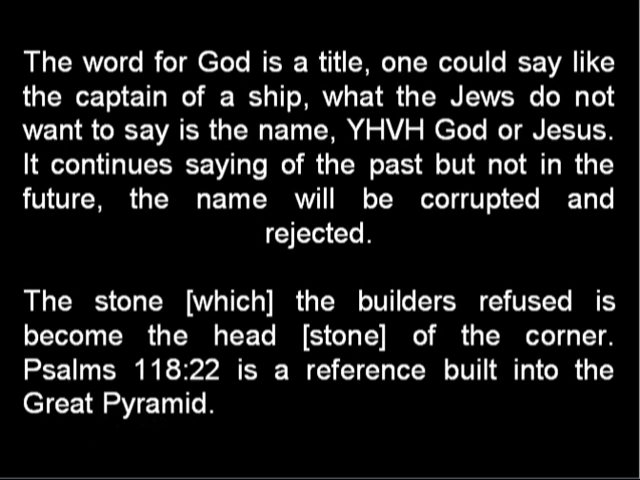 The word for God is a title, one could say like
the captain of a ship, what the Jews do not
want to say is the name, YHVH God or Jesus.
It continues saying of the past but not in the
future, the name will be corrupted and
rejected.
The stone [which] the builders refused is
become the head [stone] of the corner.
Psalms 118:22 is a reference built into the
Great Pyramid.